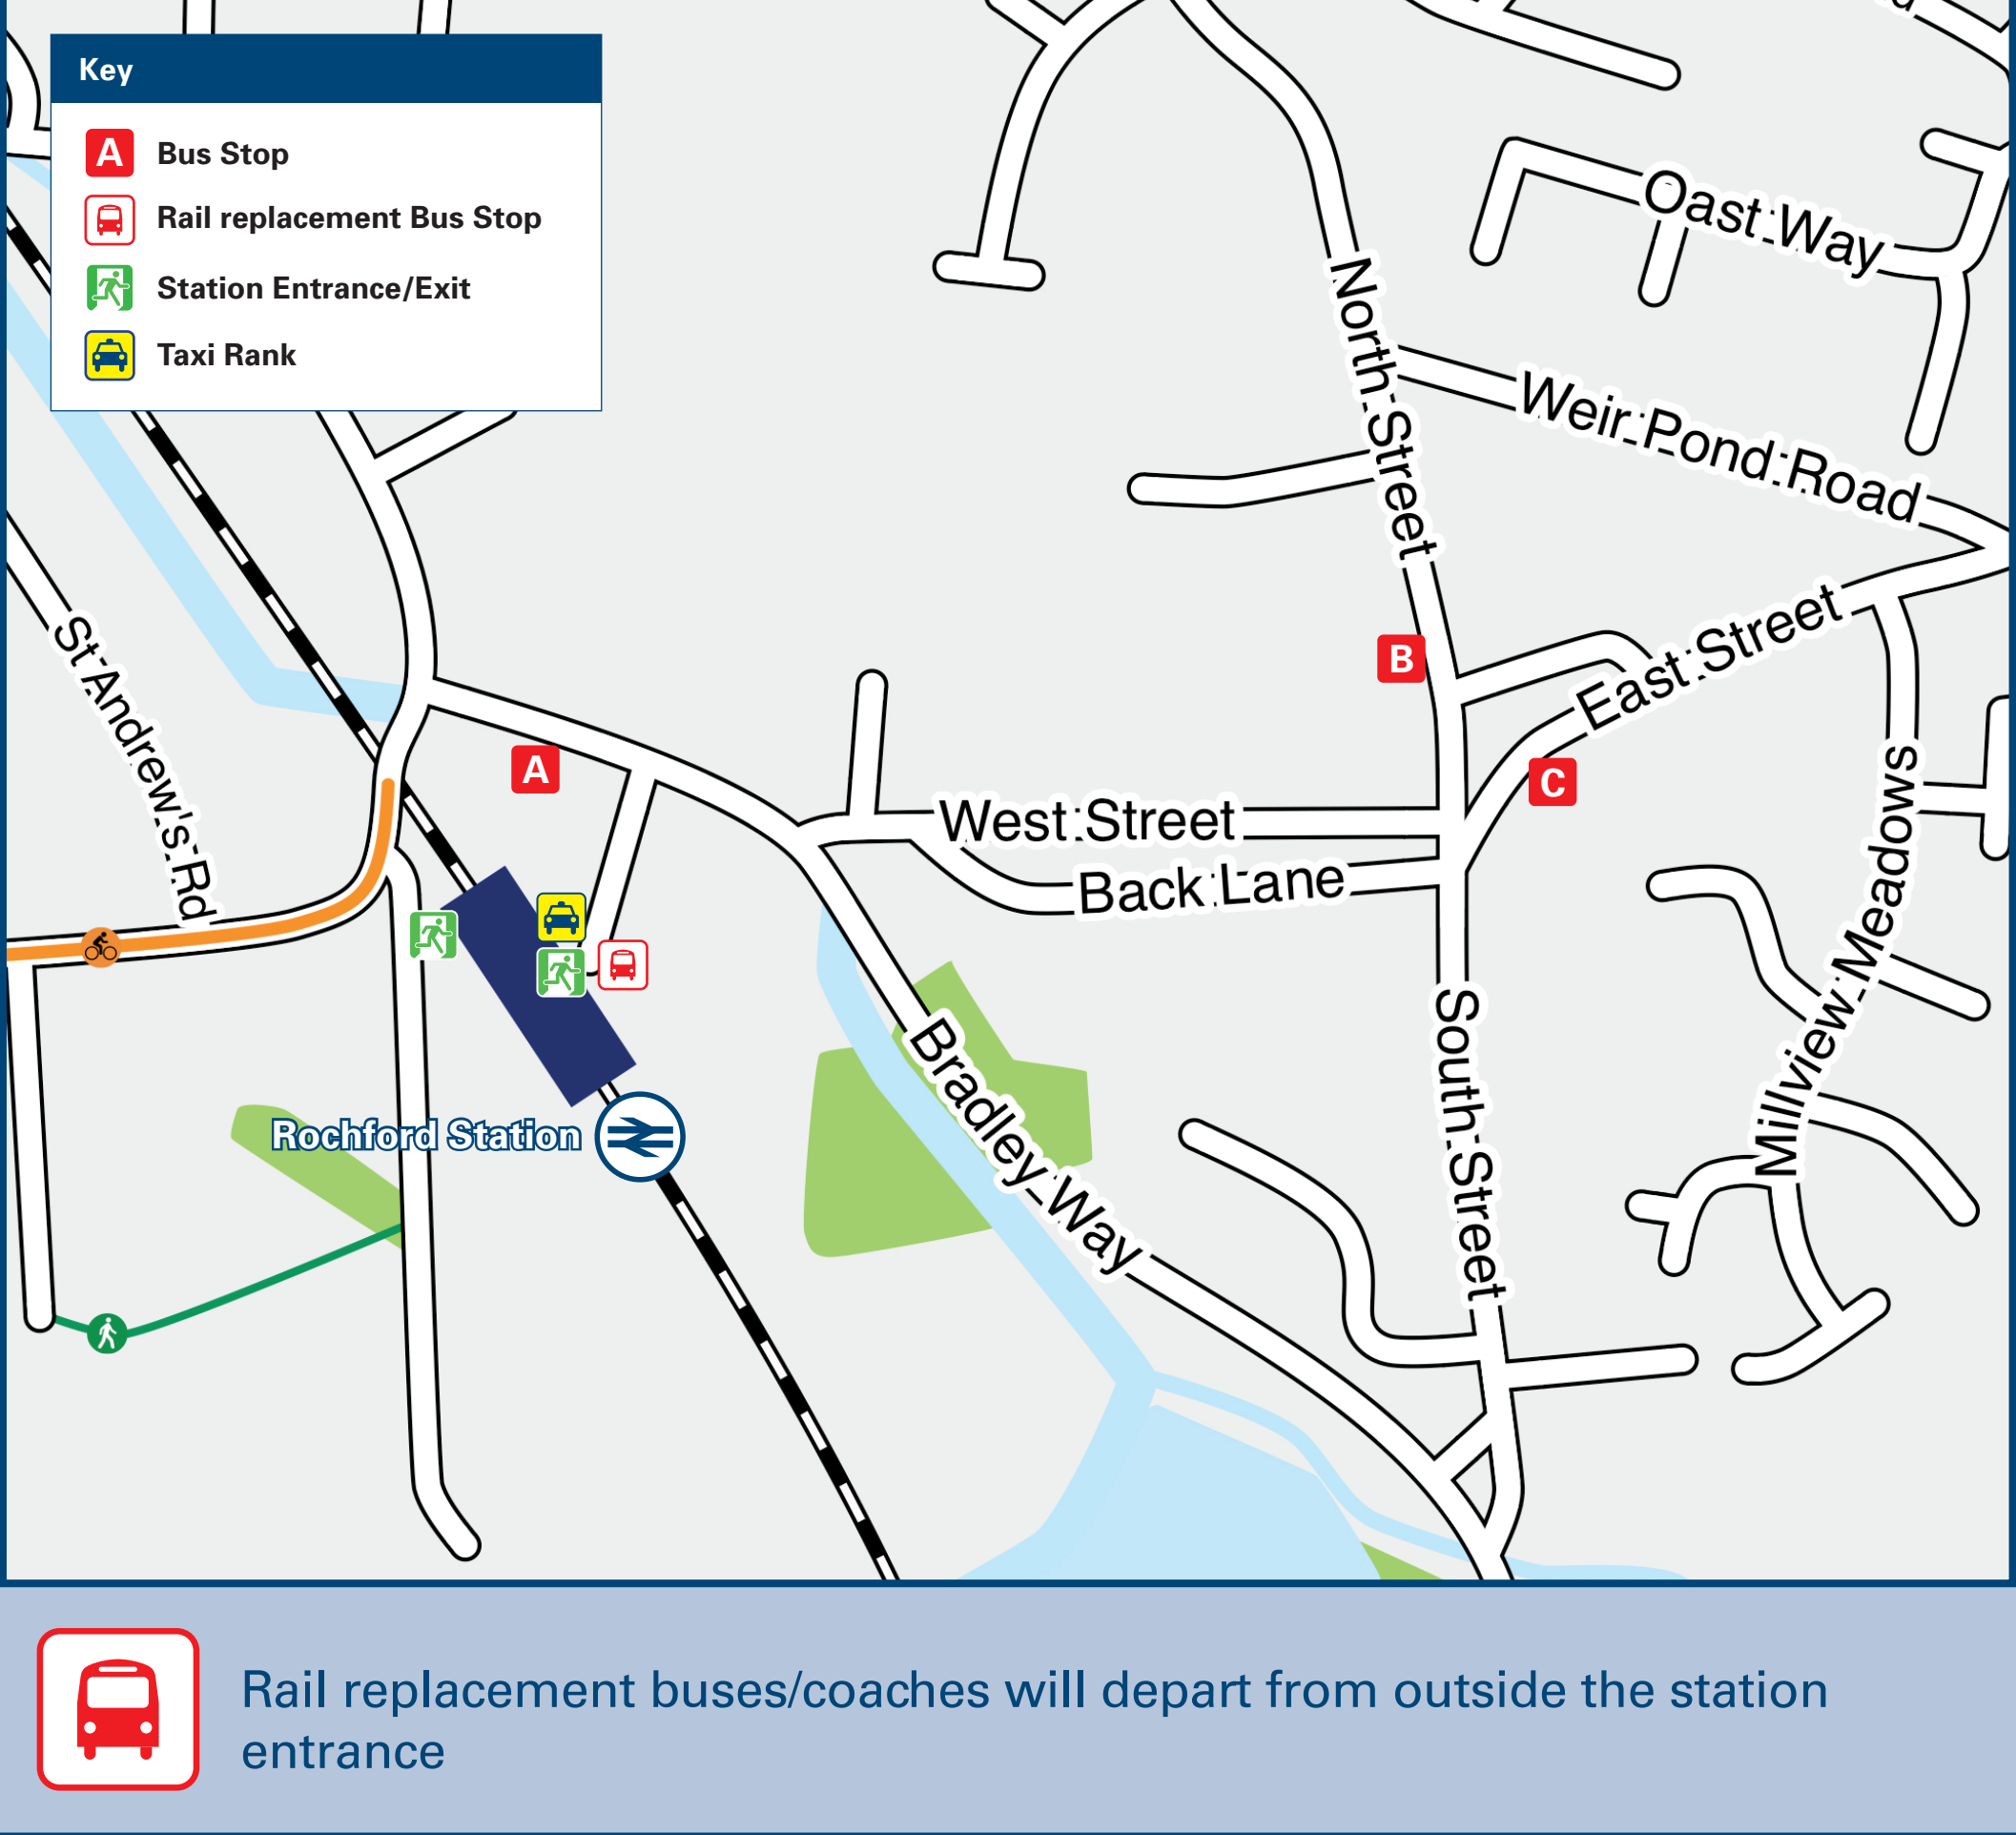 Key
A Bus Stop
Rail replacement Bus Stop
Station Entrance/Exit
Taxi Rank
Oast Way
North Street
Weir Pond Road
St Andrew's Rd
East Street
B
A
C
West Street
Back Lane
Millview Meadows
South Street
Bradley Way
Rochford Station
Rail replacement buses/coaches will depart from outside the station
entrance